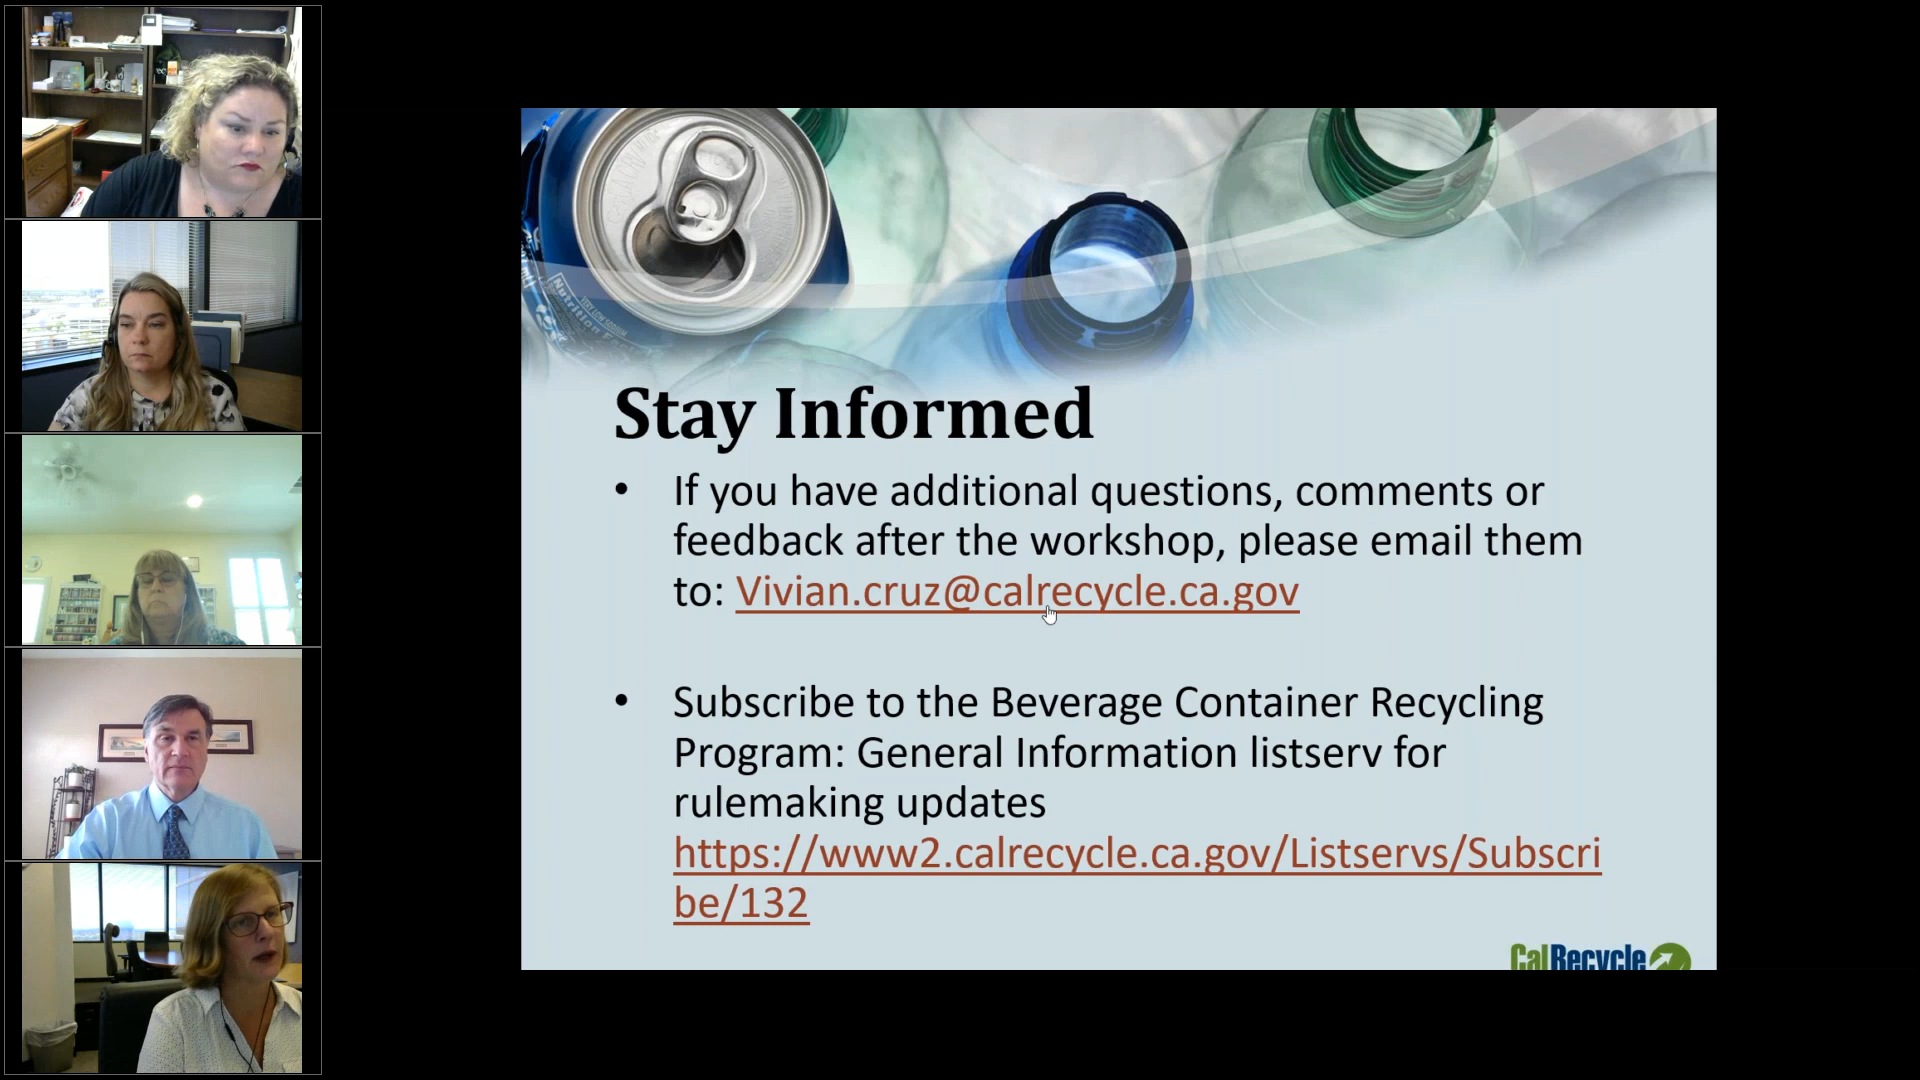 Stay Informed
• If you have additional questions, comments or
feedback after the workshop, please email them
to: Vivian.cruz@calrecycle.ca.gov
• Subscribe to the Beverage Container Recycling
Program: General Information listserv for
rulemaking updates
https://www2.calrecycle.ca.gov/Listservs/Subscri
be/132
CalRecycle